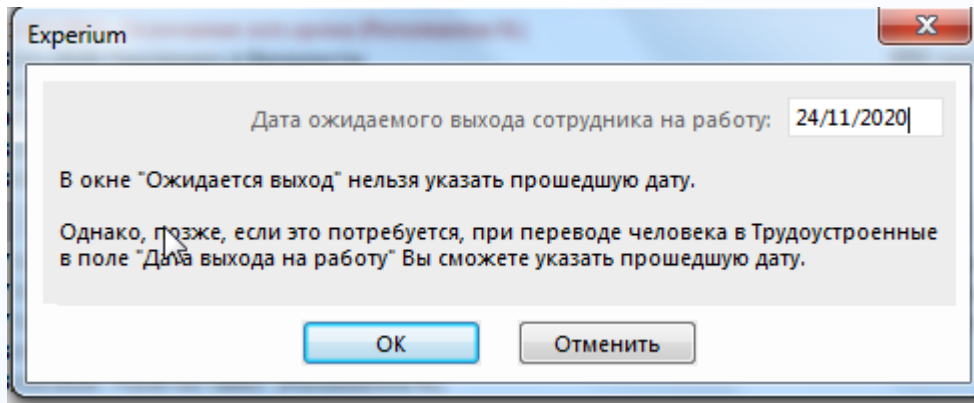 Experium
Дата ожидаемого выхода сотрудника на работу: 24/11/2020
В окне "Ожидается выход" нельзя указать прошедшую дату.
Однако, позже, если это потребуется, при переводе человека в Трудоустроенные
в поле "Дата выхода на работу" Вы сможете указать прошедшую дату.
OK Отменить